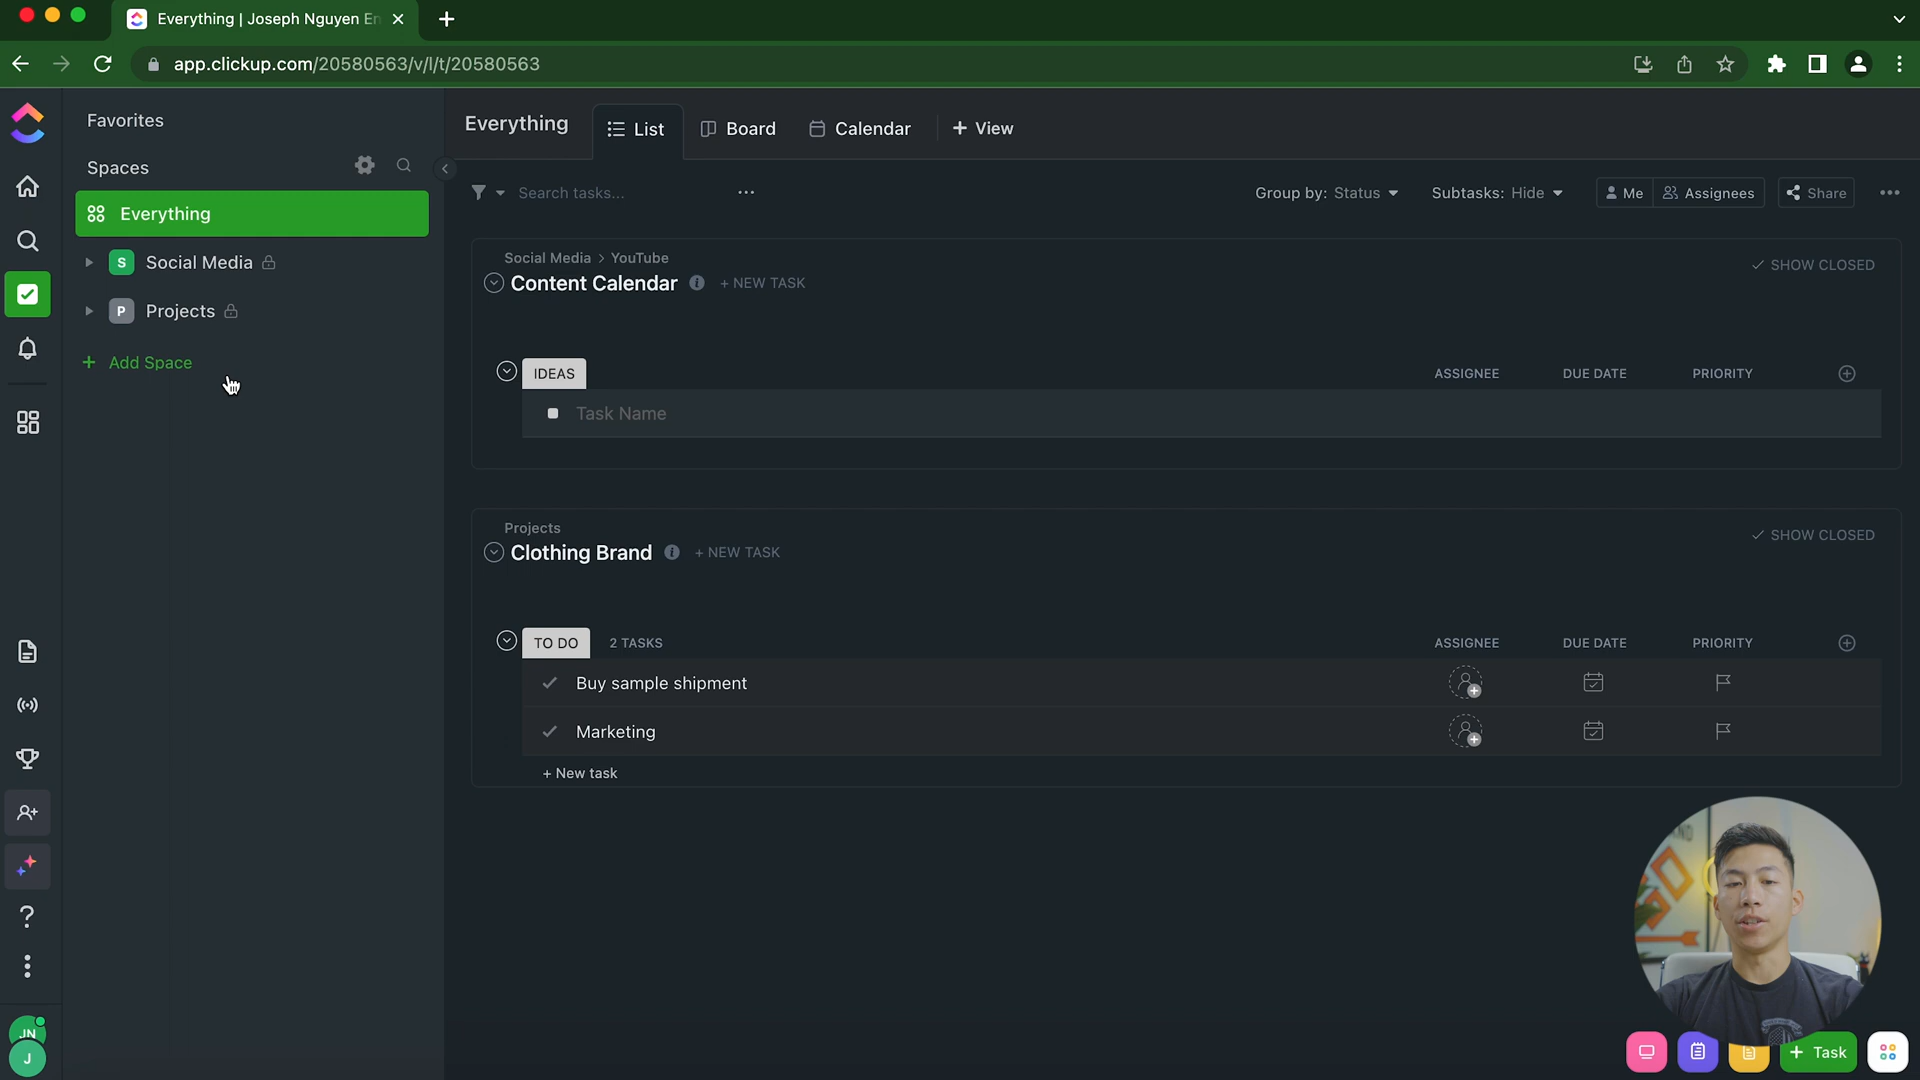 Everything | Joseph Nguyen En
app.clickup.com/20580563/v/l/t/20580563
Favorites
Spaces
Everything
S Social Media
P Projects
+ Add Space
JN
J
Everything
List
Board
Calendar
+ View
Search tasks...
Group by: Status
Subtasks: Hide
Me
Assignees
Share
Social Media > YouTube
Content Calendar
+ NEW TASK
SHOW CLOSED
IDEAS
ASSIGNEE
DUE DATE
PRIORITY
Task Name
Projects
Clothing Brand
+ NEW TASK
SHOW CLOSED
TO DO
2 TASKS
ASSIGNEE
DUE DATE
PRIORITY
Buy sample shipment
Marketing
+ New task
+ Task